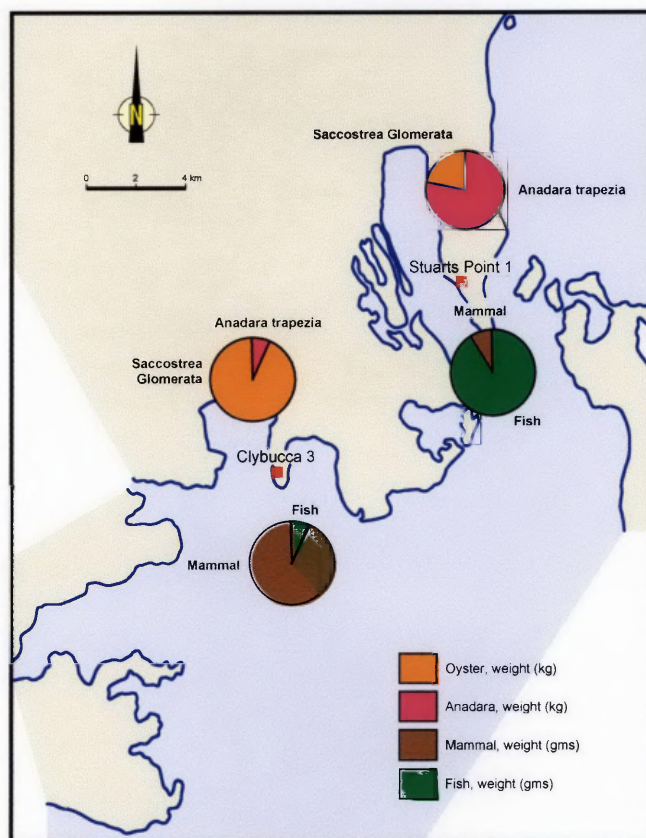 N
0 2 4 km
Saccostrea Glomerata
Anadara trapezia
Stuarts Point 1
Mammal
Fish
Anadara trapezia
Saccostrea
Glomerata
Clybucca 3
Fish
Mammal
Oyster, weight (kg)
Anadara, weight (kg)
Mammal, weight (gms)
Fish, weight (gms)